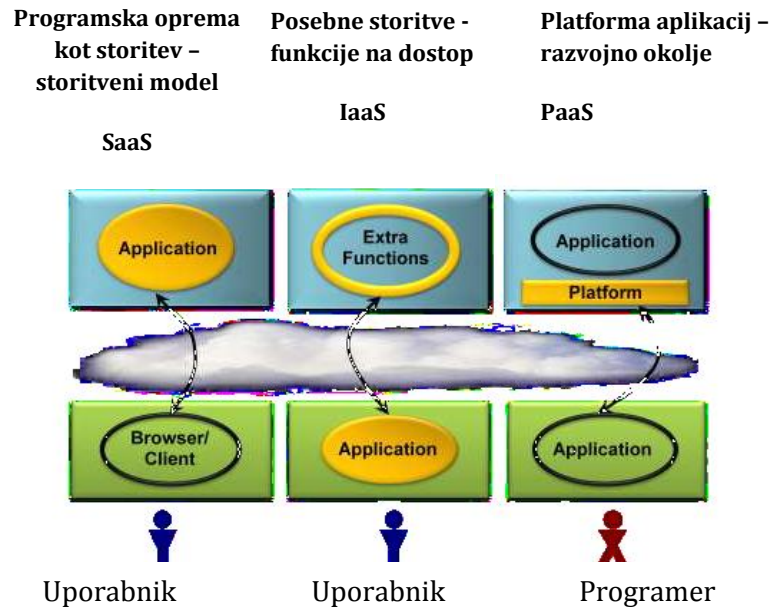 Programska oprema
kot storitev –
storitveni model
SaaS
Posebne storitve -
funkcije na dostop
IaaS
Platforma aplikacij –
razvojno okolje
PaaS
Application
Extra
Functions
Application
Platform
Browser/
Client
Application
Application
Uporabnik
Uporabnik
Programer